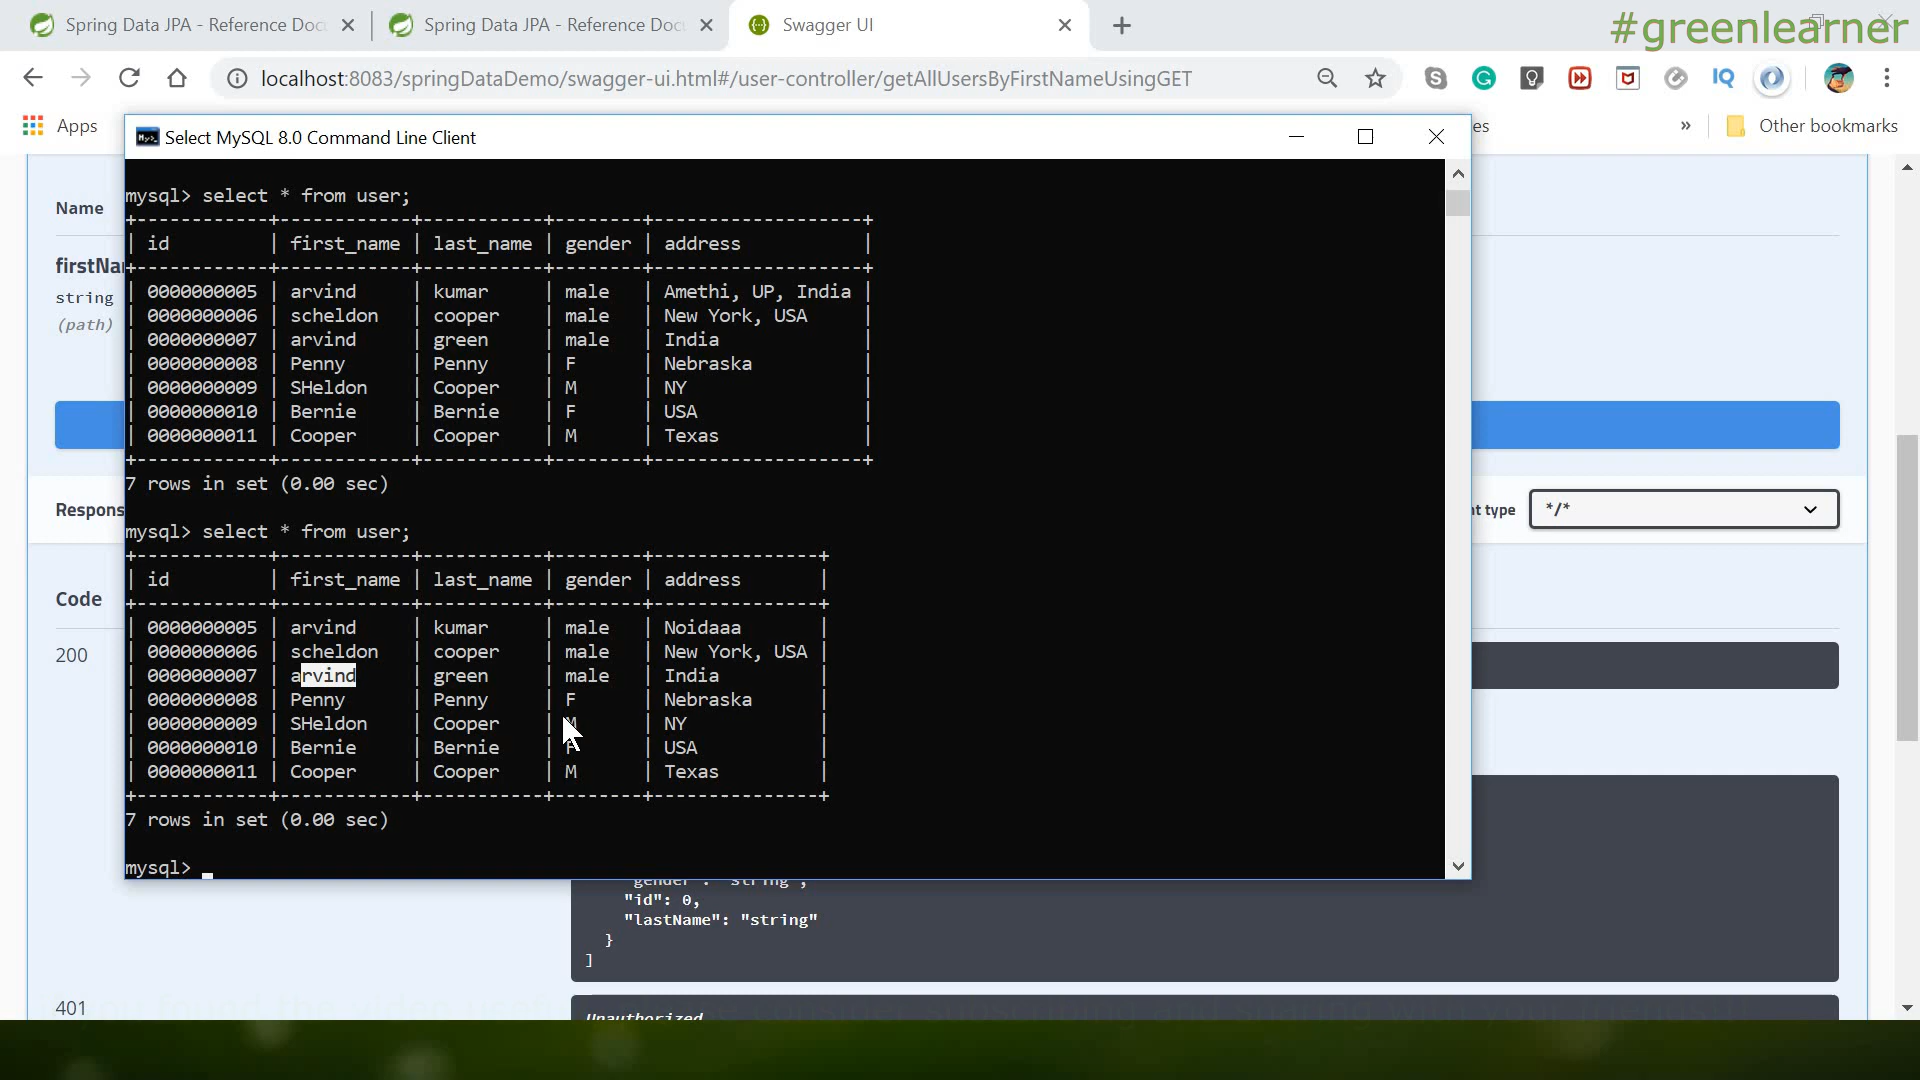 Spring Data JPA - Reference Doc
Spring Data JPA - Reference Docu
Swagger UI
#greenlearner
localhost:8083/springDataDemo/swagger-ui.html#/user-controller/getAllUsersByFirstNameUsingGET
Apps
es
»
Other bookmarks
Select MySQL 8.0 Command Line Client
Name
firstNa
string
(path)
Respons
nt type
*/*
Code
200
401
mysql> select * from user;
+------------+------------+-----------+--------+-------------------+
| id | first_name | last_name | gender | address |
+------------+------------+-----------+--------+-------------------+
| 0000000005 | arvind | kumar | male | Amethi, UP, India |
| 0000000006 | scheldon | cooper | male | New York, USA |
| 0000000007 | arvind | green | male | India |
| 0000000008 | Penny | Penny | F | Nebraska |
| 0000000009 | SHeldon | Cooper | M | NY |
| 0000000010 | Bernie | Bernie | F | USA |
| 0000000011 | Cooper | Cooper | M | Texas |
+------------+------------+-----------+--------+-------------------+
7 rows in set (0.00 sec)
mysql> select * from user;
+------------+------------+-----------+--------+---------------+
| id | first_name | last_name | gender | address |
+------------+------------+-----------+--------+---------------+
| 0000000005 | arvind | kumar | male | Noidaaa |
| 0000000006 | scheldon | cooper | male | New York, USA |
| 0000000007 | arvind | green | male | India |
| 0000000008 | Penny | Penny | F | Nebraska |
| 0000000009 | SHeldon | Cooper | M | NY |
| 0000000010 | Bernie | Bernie | F | USA |
| 0000000011 | Cooper | Cooper | M | Texas |
+------------+------------+-----------+--------+---------------+
7 rows in set (0.00 sec)
mysql>
"gender": "string",
"id": 0,
"lastName": "string"
}
]
Unauthorized